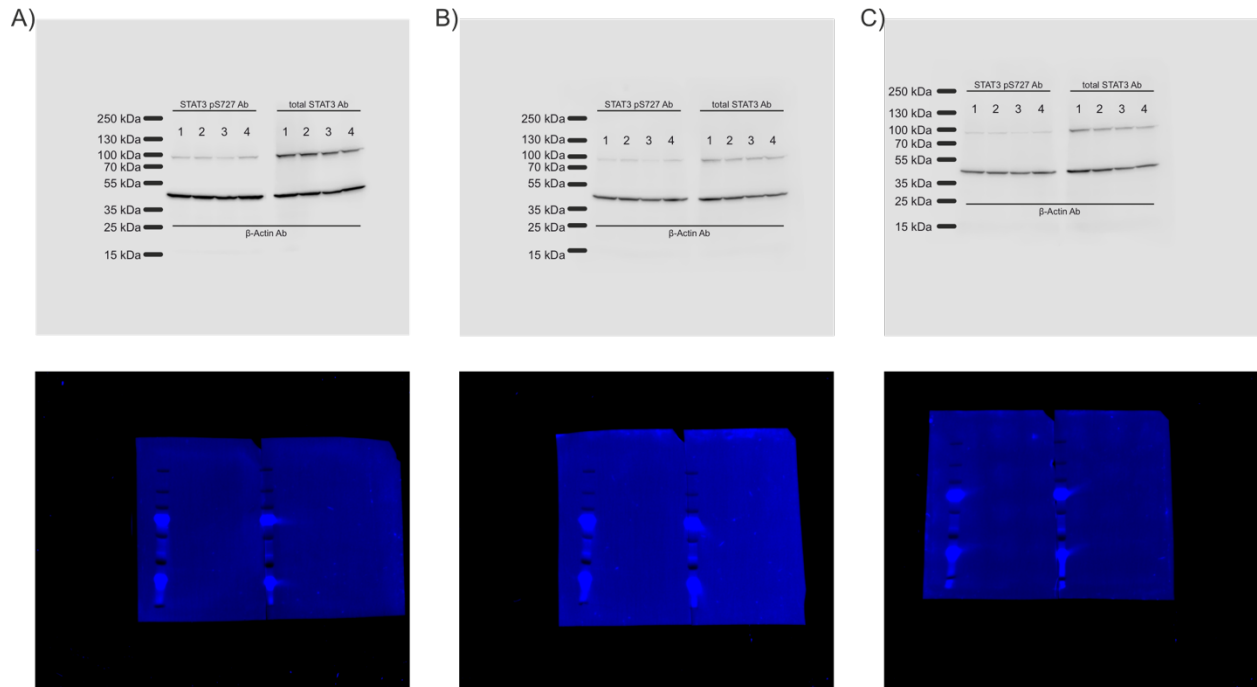 A)
STAT3 pS727 Ab total STAT3 Ab
250 kDa
1 2 3 4 1 2 3 4
130 kDa
100 kDa
70 kDa
55 kDa
35 kDa
25 kDa
β-Actin Ab
15 kDa
B)
STAT3 pS727 Ab total STAT3 Ab
250 kDa
130 kDa
1 2 3 4 1 2 3 4
100 kDa
70 kDa
55 kDa
35 kDa
25 kDa
β-Actin Ab
15 kDa
C)
STAT3 pS727 Ab total STAT3 Ab
250 kDa
1 2 3 4 1 2 3 4
130 kDa
100 kDa
70 kDa
55 kDa
35 kDa
25 kDa
β-Actin Ab
15 kDa